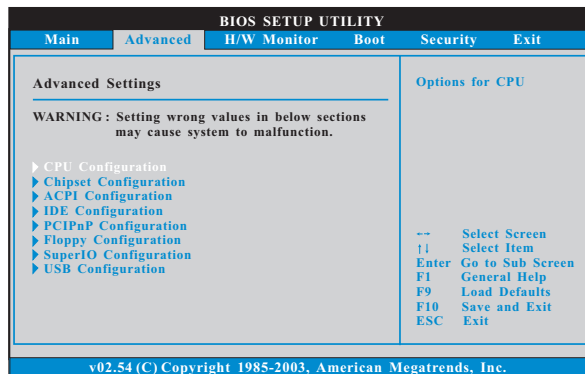 BIOS SETUP UTILITY
Main Advanced H/W Monitor Boot Security Exit
Advanced Settings
WARNING : Setting wrong values in below sections
may cause system to malfunction.
CPU Configuration
Chipset Configuration
ACPI Configuration
IDE Configuration
PCIPnP Configuration
Floppy Configuration
SuperIO Configuration
USB Configuration
Options for CPU
←→ Select Screen
↑↓ Select Item
Enter Go to Sub Screen
F1 General Help
F9 Load Defaults
F10 Save and Exit
ESC Exit
v02.54 (C) Copyright 1985-2003, American Megatrends, Inc.